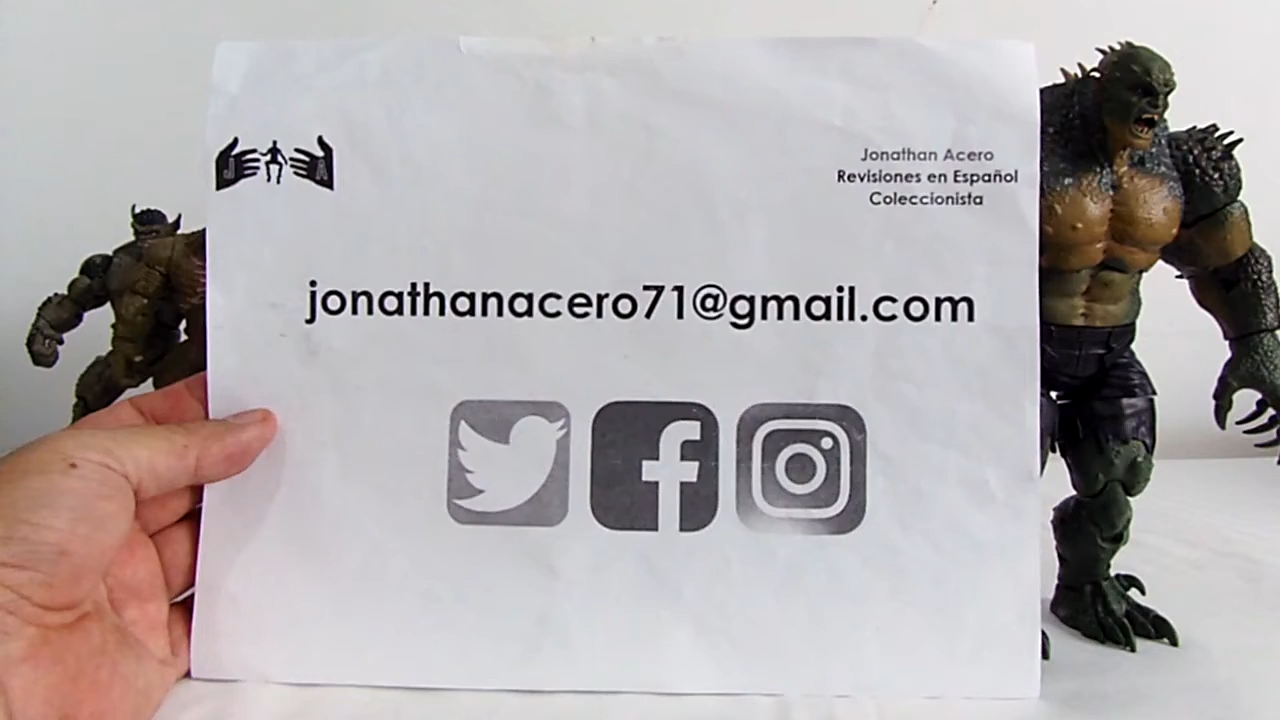 J A
Jonathan Acero
Revisiones en Español
Coleccionista
jonathanacero71@gmail.com